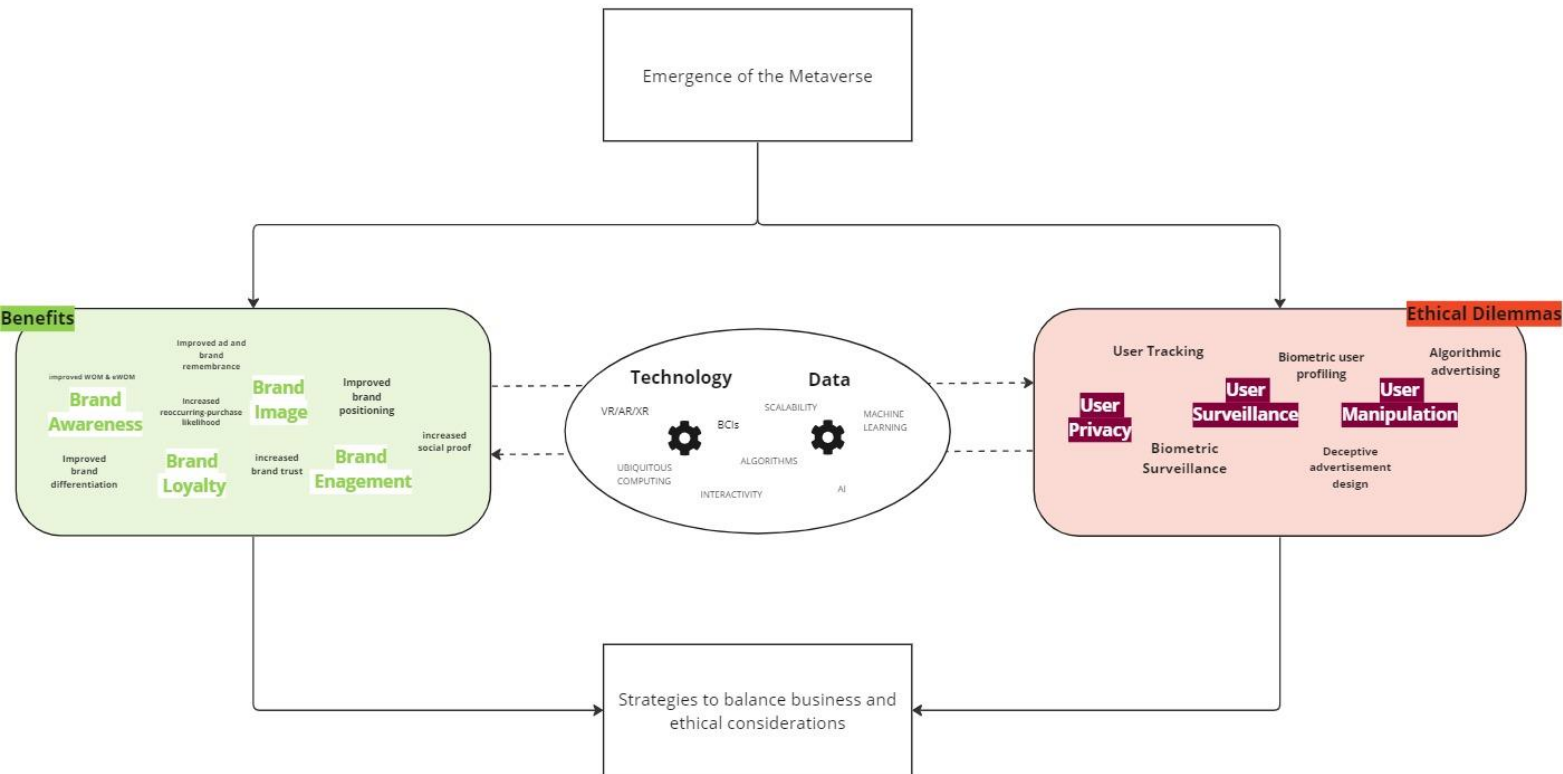 Emergence of the Metaverse
Benefits
Improved ad and
brand
remembrance
improved WOM & eWOM
Brand
Awareness
Increased
reoccurring-purchase
likelihood
Brand
Image
Improved
brand
positioning
Improved
brand
differentiation
Brand
Loyalty
increased
brand trust
Brand
Enagement
increased
social proof
Technology
Data
VR/AR/XR
BCIs
SCALABILITY
MACHINE
LEARNING
UBIQUITOUS
COMPUTING
ALGORITHMS
INTERACTIVITY
AI
Ethical Dilemmas
User Tracking
Biometric user
profiling
Algorithmic
advertising
User
Privacy
User
Surveillance
User
Manipulation
Biometric
Surveillance
Deceptive
advertisement
design
Strategies to balance business and
ethical considerations